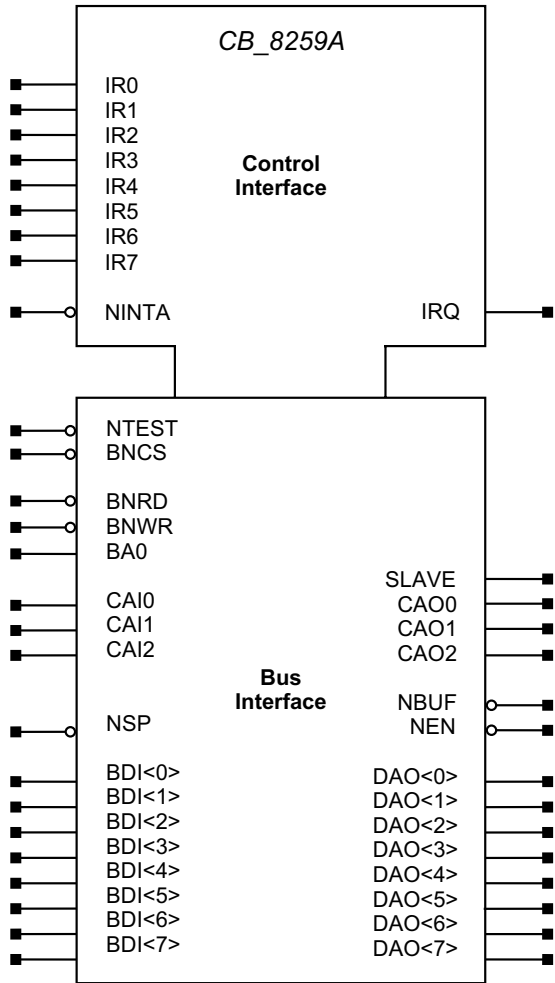 CB_8259A
IR0
IR1
IR2
IR3
IR4
IR5
IR6
IR7
Control
Interface
NINTA
IRQ
NTEST
BNCS
BNRD
BNWR
BA0
CAI0
CAI1
CAI2
NSP
BDI<0>
BDI<1>
BDI<2>
BDI<3>
BDI<4>
BDI<5>
BDI<6>
BDI<7>
Bus
Interface
SLAVE
CAO0
CAO1
CAO2
NBUF
NEN
DAO<0>
DAO<1>
DAO<2>
DAO<3>
DAO<4>
DAO<5>
DAO<6>
DAO<7>